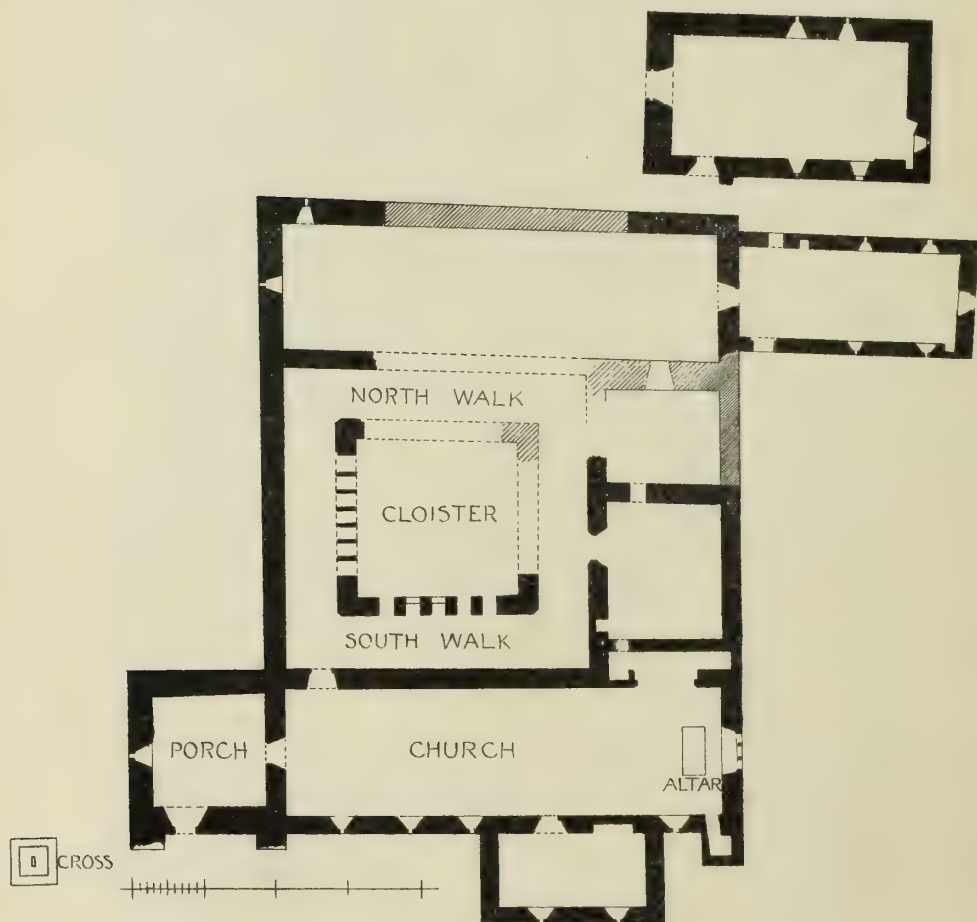 NORTH WALK
CLOISTER
SOUTH WALK
PORCH
CHURCH
ALTAR
CROSS